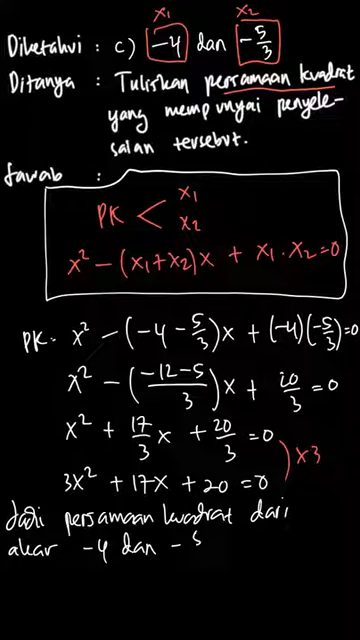 x₁ x₂
Diketahui : c) -4 dan -5/3
Ditanya : Tuliskan persamaan kwadrat
yang mempunyai penyele-
saian tersebut.
Jawab :
PK < x₁
x₂
x² - (x₁+x₂)x + x₁ . x₂ = 0
PK = x² - (-4 - 5/3)x + (-4)(-5/3) = 0
x² - ((-12-5)/3)x + 20/3 = 0
x² + 17/3 x + 20/3 = 0
x3
3x² + 17x + 20 = 0
Jadi persamaan kwadrat dari
akar -4 dan - 5